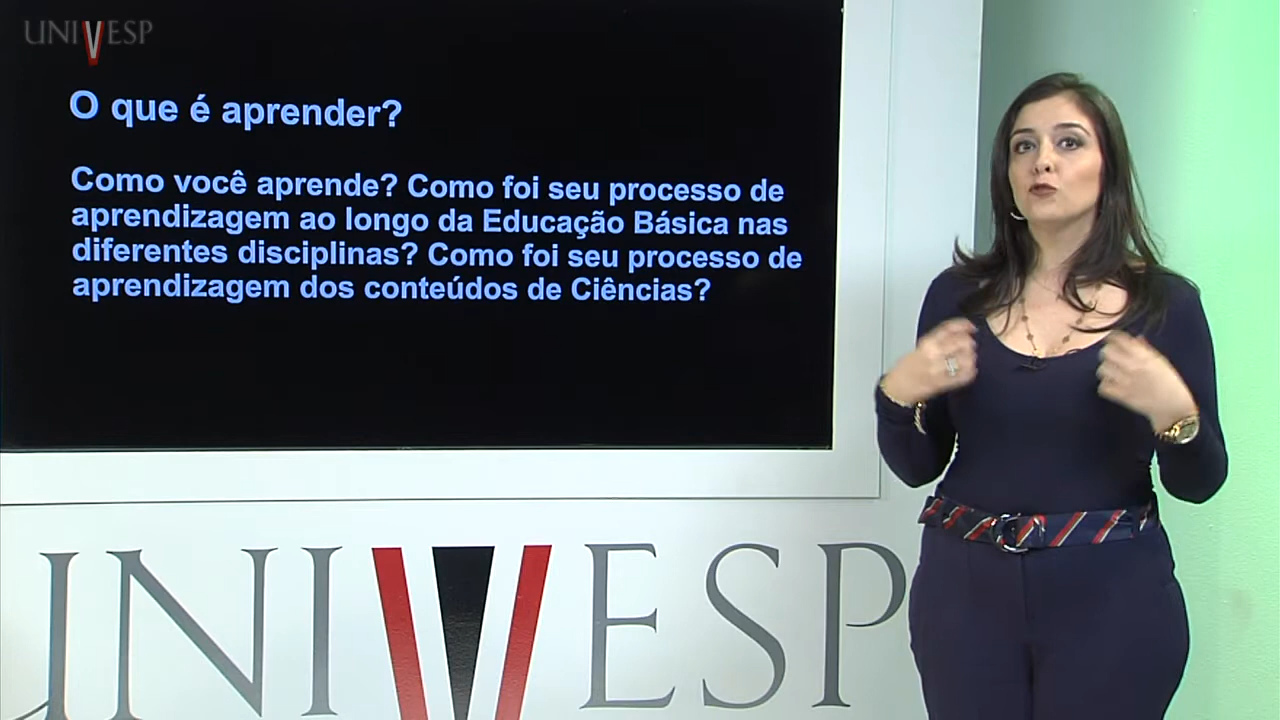 UNIVESP
O que é aprender?
Como você aprende? Como foi seu processo de
aprendizagem ao longo da Educação Básica nas
diferentes disciplinas? Como foi seu processo de
aprendizagem dos conteúdos de Ciências?
UNIVESP